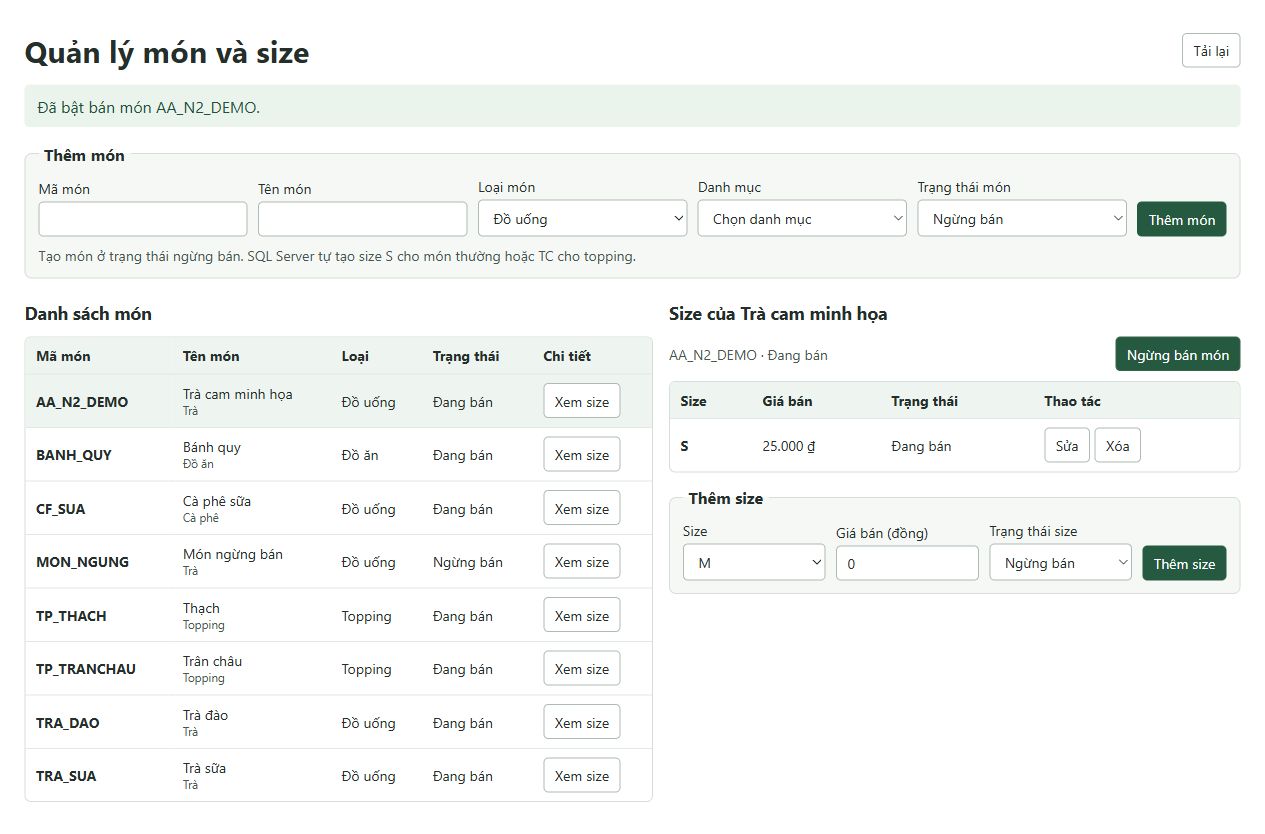 Quản lý món và size
Tải lại
Đã bật bán món AA_N2_DEMO.
Thêm món
Mã món
Tên món
Loại món
Danh mục
Trạng thái món
Đồ uống
Chọn danh mục
Ngừng bán
Thêm món
Tạo món ở trạng thái ngừng bán. SQL Server tự tạo size S cho món thường hoặc TC cho topping.
Danh sách món
Mã món Tên món Loại Trạng thái Chi tiết
AA_N2_DEMO Trà cam minh họa Đồ uống Đang bán Xem size
Trà
BANH_QUY Bánh quy Đồ ăn Đang bán Xem size
Đồ ăn
CF_SUA Cà phê sữa Đồ uống Đang bán Xem size
Cà phê
MON_NGUNG Món ngừng bán Đồ uống Ngừng bán Xem size
Trà
TP_THACH Thạch Topping Đang bán Xem size
Topping
TP_TRANCHAU Trân châu Topping Đang bán Xem size
Topping
TRA_DAO Trà đào Đồ uống Đang bán Xem size
Trà
TRA_SUA Trà sữa Đồ uống Đang bán Xem size
Trà
Size của Trà cam minh họa
AA_N2_DEMO · Đang bán
Ngừng bán món
Size Giá bán Trạng thái Thao tác
S 25.000 ₫ Đang bán Sửa Xóa
Thêm size
Size
Giá bán (đồng)
Trạng thái size
M
0
Ngừng bán
Thêm size